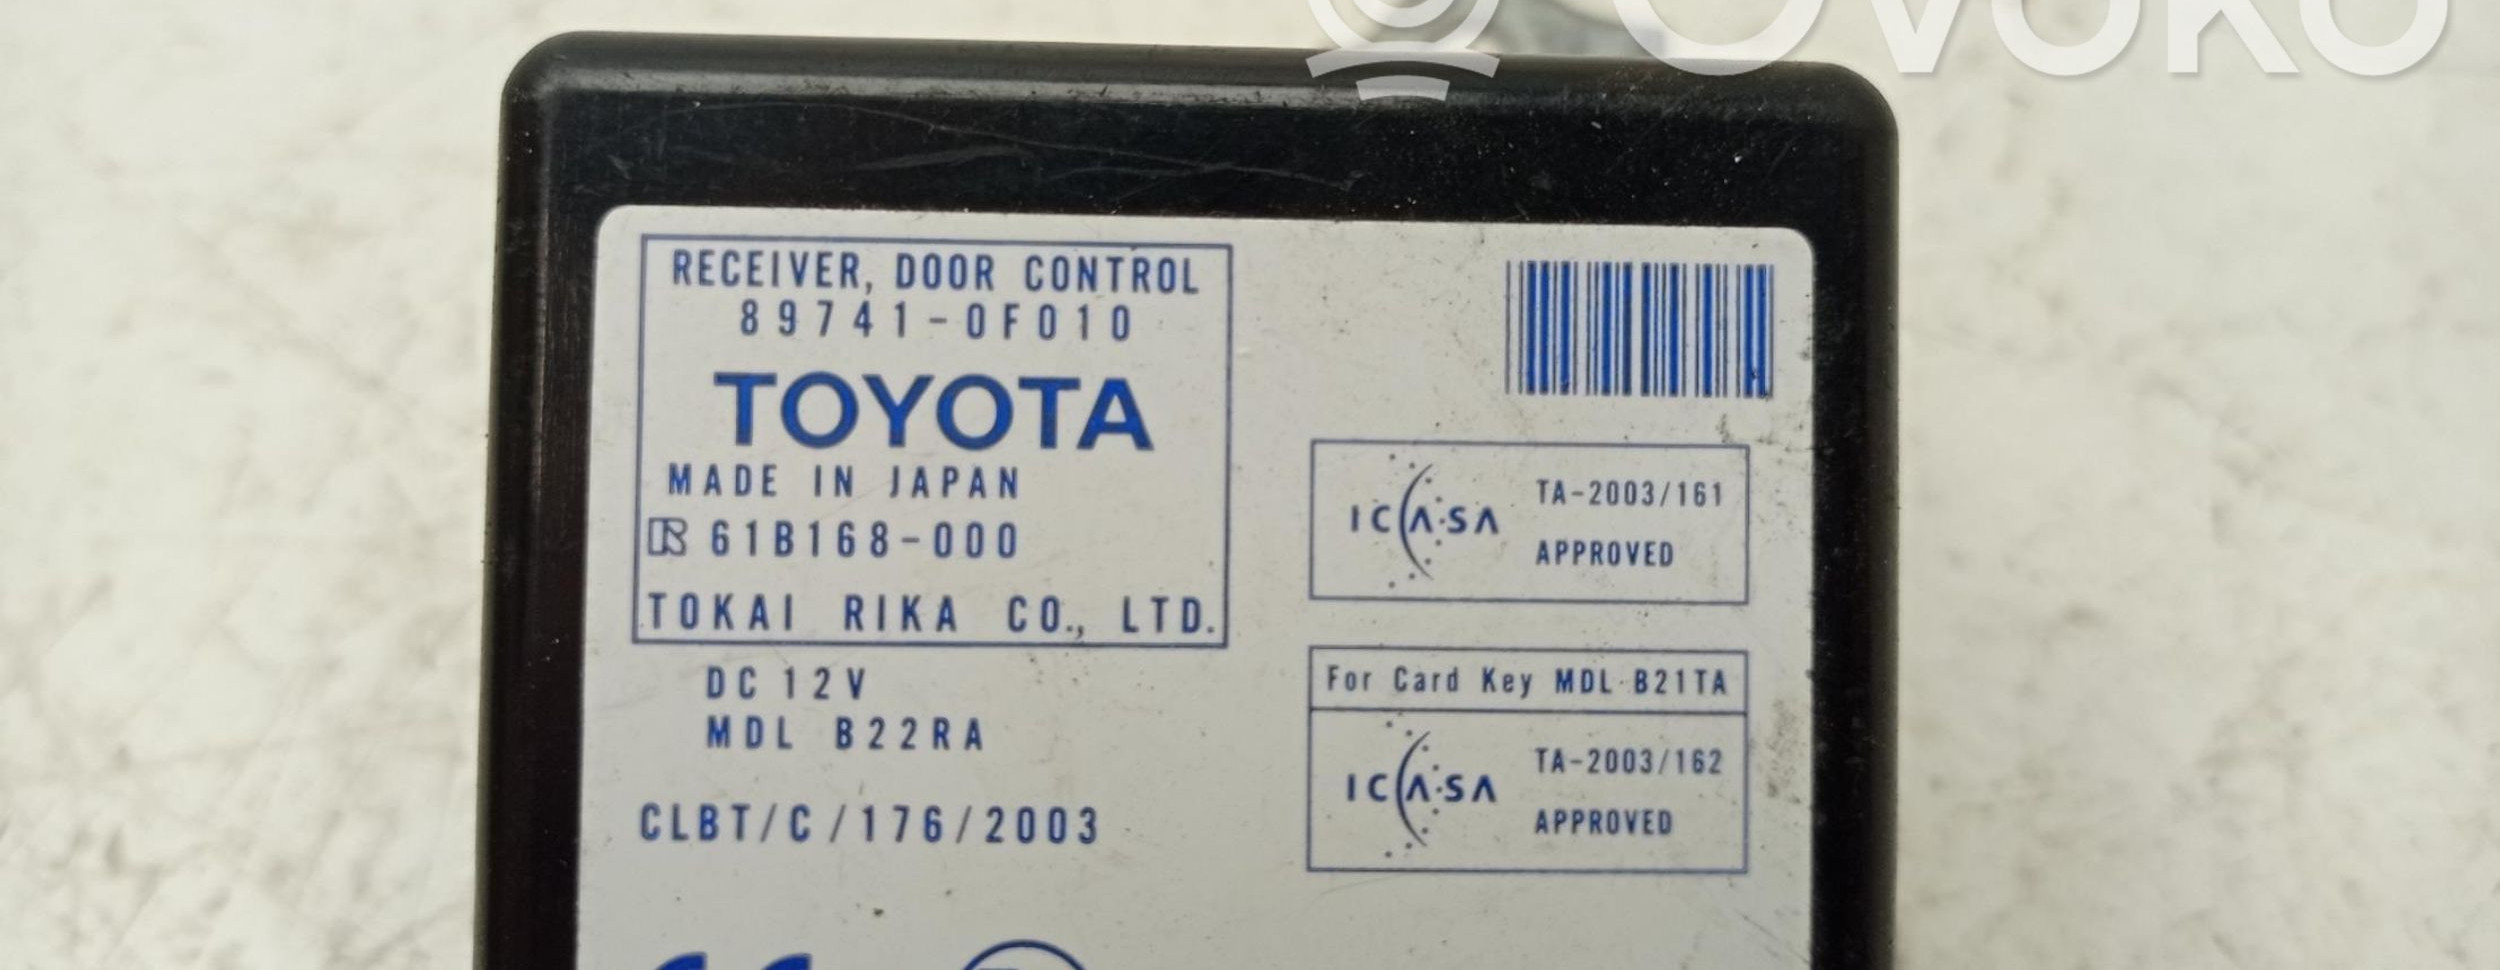 OVOKO
RECEIVER, DOOR CONTROL
89741-0F010
TOYOTA
MADE IN JAPAN
R 61B168-000
TOKAI RIKA CO., LTD.
DC 12V
MDL B22RA
CLBT/C/176/2003
ICASA
TA-2003/161
APPROVED
For Card Key MDL B21TA
ICASA
TA-2003/162
APPROVED